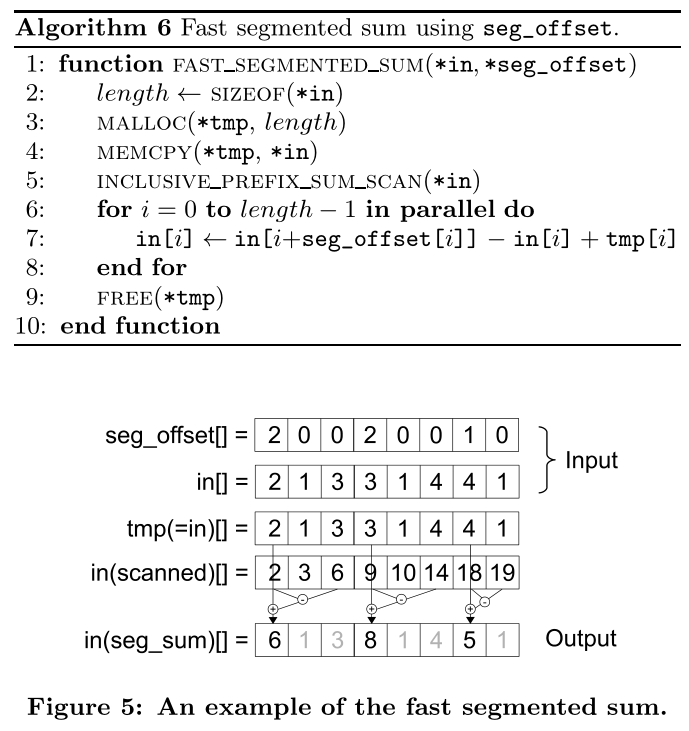 Algorithm 6 Fast segmented sum using seg_offset.
1: function FAST_SEGMENTED_SUM(*in, *seg_offset)
2: length ← SIZEOF(*in)
3: MALLOC(*tmp, length)
4: MEMCPY(*tmp, *in)
5: INCLUSIVE_PREFIX_SUM_SCAN(*in)
6: for i = 0 to length − 1 in parallel do
7: in[i] ← in[i+seg_offset[i]] − in[i] + tmp[i]
8: end for
9: FREE(*tmp)
10: end function
seg_offset[] = 2 0 0 2 0 0 1 0
Input
in[] = 2 1 3 3 1 4 4 1
tmp(=in)[] = 2 1 3 3 1 4 4 1
in(scanned)[] = 2 3 6 9 10 14 18 19
+ - + - + -
in(seg_sum)[] = 6 1 3 8 1 4 5 1 Output
Figure 5: An example of the fast segmented sum.